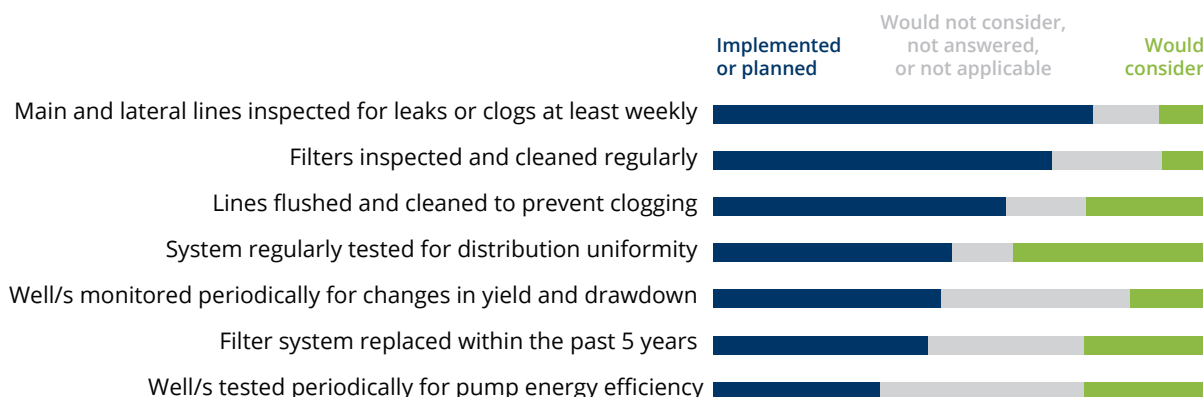 Implemented
or planned
Would not consider,
not answered,
or not applicable
Would
consider
Main and lateral lines inspected for leaks or clogs at least weekly
Filters inspected and cleaned regularly
Lines flushed and cleaned to prevent clogging
System regularly tested for distribution uniformity
Well/s monitored periodically for changes in yield and drawdown
Filter system replaced within the past 5 years
Well/s tested periodically for pump energy efficiency